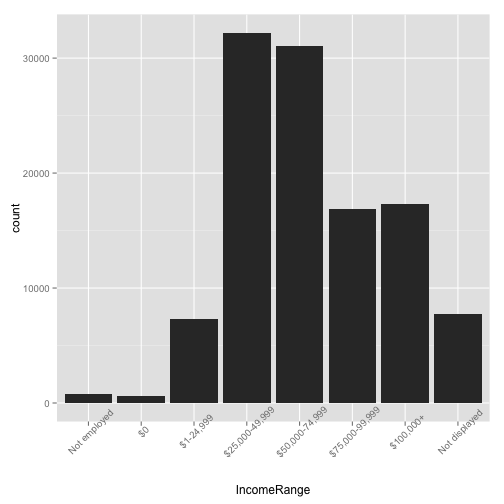 30000
20000
10000
0
count
Not employed
$0
$1-24,999
$25,000-49,999
$50,000-74,999
$75,000-99,999
$100,000+
Not displayed
IncomeRange